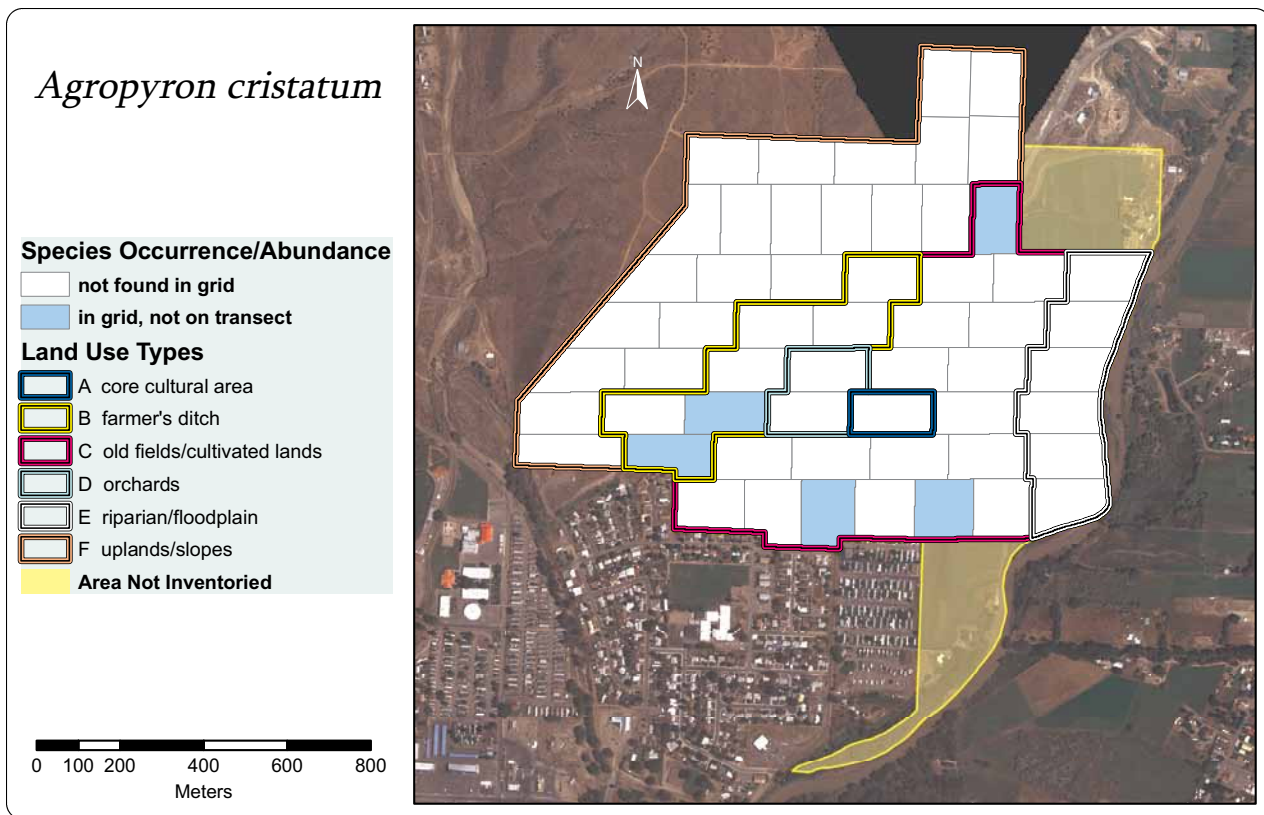 Agropyron cristatum
Species Occurrence/Abundance
not found in grid
in grid, not on transect
Land Use Types
A core cultural area
B farmer's ditch
C old fields/cultivated lands
D orchards
E riparian/floodplain
F uplands/slopes
Area Not Inventoried
0 100 200 400 600 800
Meters
N